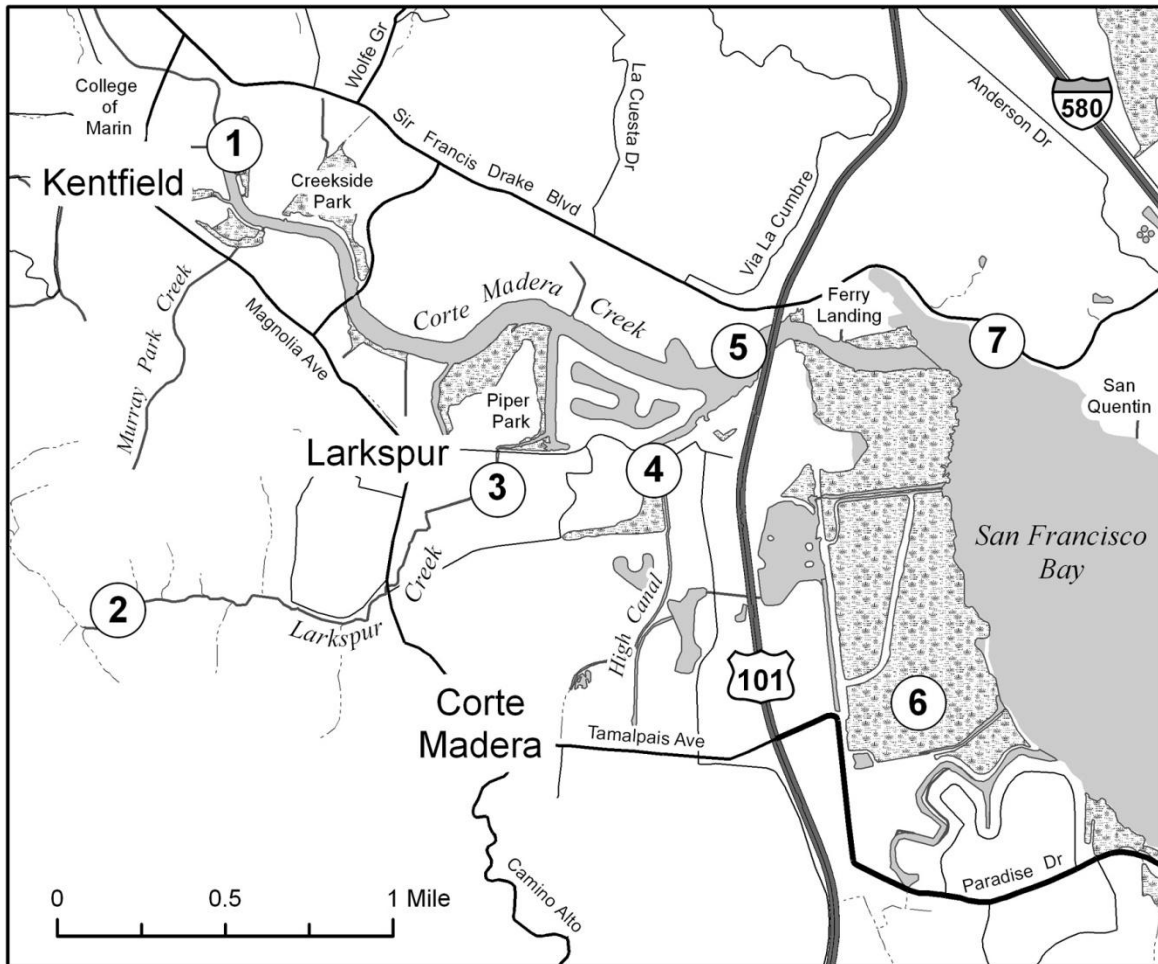 College
of
Marin
Wolfe Gr
La Cuesta Dr
Anderson Dr
580
1
Kentfield
Creekside
Park
Sir Francis Drake Blvd
Via La Cumbre
Murray Park Creek
Magnolia Ave
Corte Madera Creek
Ferry
Landing
5
7
San
Quentin
Piper
Park
Larkspur
3
4
San Francisco
Bay
2
Larkspur Creek
High Canal
101
6
Corte
Madera
Tamalpais Ave
Camino Alto
Paradise Dr
0 0.5 1 Mile